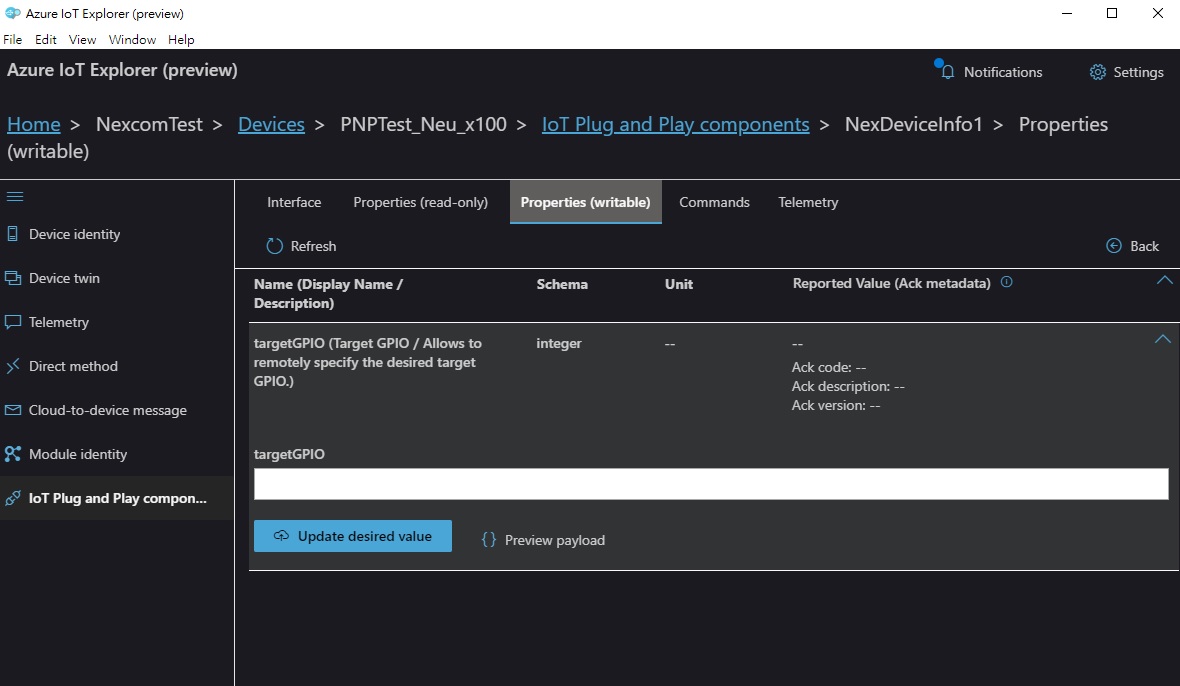 Azure IoT Explorer (preview)
File Edit View Window Help
Azure IoT Explorer (preview)
Notifications
Settings
Home > NexcomTest > Devices > PNPTest_Neu_x100 > IoT Plug and Play components > NexDeviceInfo1 > Properties
(writable)
Interface Properties (read-only) Properties (writable) Commands Telemetry
Device identity
Device twin
Telemetry
Direct method
Cloud-to-device message
Module identity
IoT Plug and Play compon...
Refresh
Back
Name (Display Name /
Description)
Schema
Unit
Reported Value (Ack metadata)
targetGPIO (Target GPIO / Allows to
remotely specify the desired target
GPIO.)
integer
--
--
Ack code: --
Ack description: --
Ack version: --
targetGPIO
Update desired value
{} Preview payload